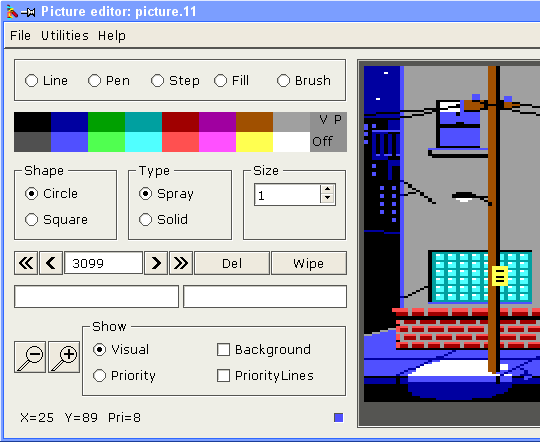 Picture editor: picture.11
File Utilities Help
Line Pen Step Fill Brush
V P
Off
Shape Type Size
Circle Spray 1
Square Solid
3099 Del Wipe
Show
Visual Background
Priority PriorityLines
X=25 Y=89 Pri=8